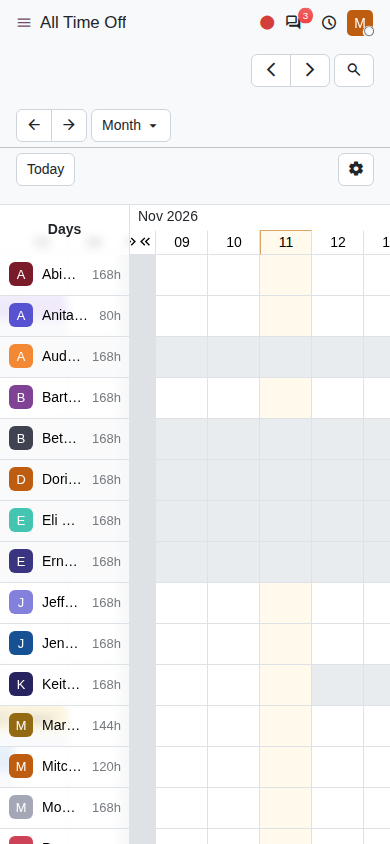 All Time Off
3
M
Month
Today
Nov 2026
Days
09 10 11 12 1
A Abi… 168h
A Anita… 80h
A Aud… 168h
B Bart… 168h
B Bet… 168h
D Dori… 168h
E Eli … 168h
E Ern… 168h
J Jeff… 168h
J Jen… 168h
K Keit… 168h
M Mar… 144h
M Mitc… 120h
M Mo… 168h